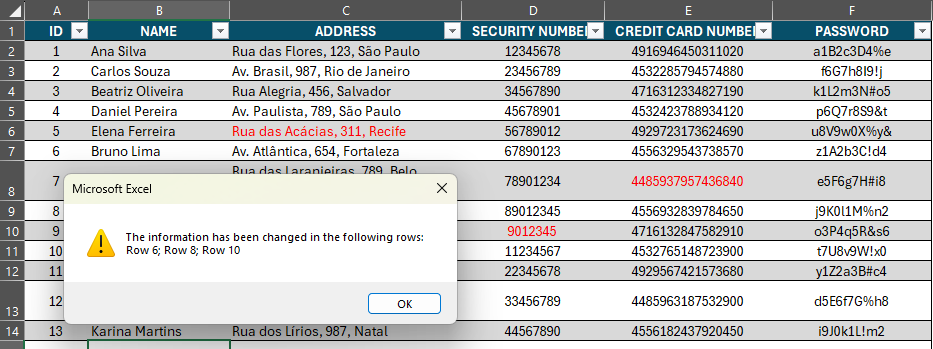 A B C D E F
1 ID NAME ADDRESS SECURITY NUMBE CREDIT CARD NUMBE PASSWORD
2 1 Ana Silva Rua das Flores, 123, São Paulo 12345678 4916946450311020 a1B2c3D4%e
3 2 Carlos Souza Av. Brasil, 987, Rio de Janeiro 23456789 4532285794574880 f6G7h8I9!j
4 3 Beatriz Oliveira Rua Alegria, 456, Salvador 34567890 4716312334827190 k1L2m3N#o5
5 4 Daniel Pereira Av. Paulista, 789, São Paulo 45678901 4532423788934120 p6Q7r8S9&t
6 5 Elena Ferreira Rua das Acácias, 311, Recife 56789012 4929723173624690 u8V9w0X%y&
7 6 Bruno Lima Av. Atlântica, 654, Fortaleza 67890123 4556329543738570 z1A2b3C!d4
8 7 Rua das Laranjeiras, 789, Belo 78901234 4485937957436840 e5F6g7H#i8
Microsoft Excel
9 8 89012345 4556932839784650 j9K0l1M%n2
The information has been changed in the following rows:
10 9 9012345 4716132847582910 o3P4q5R&s6
Row 6; Row 8; Row 10
11 10 11234567 4532765148723900 t7U8v9W!x0
12 11 22345678 4929567421573680 y1Z2a3B#c4
13 12 33456789 4485963187532900 d5E6f7G%h8
OK
14 13 Karina Martins Rua dos Lírios, 987, Natal 44567890 4556182437920450 i9J0k1L!m2